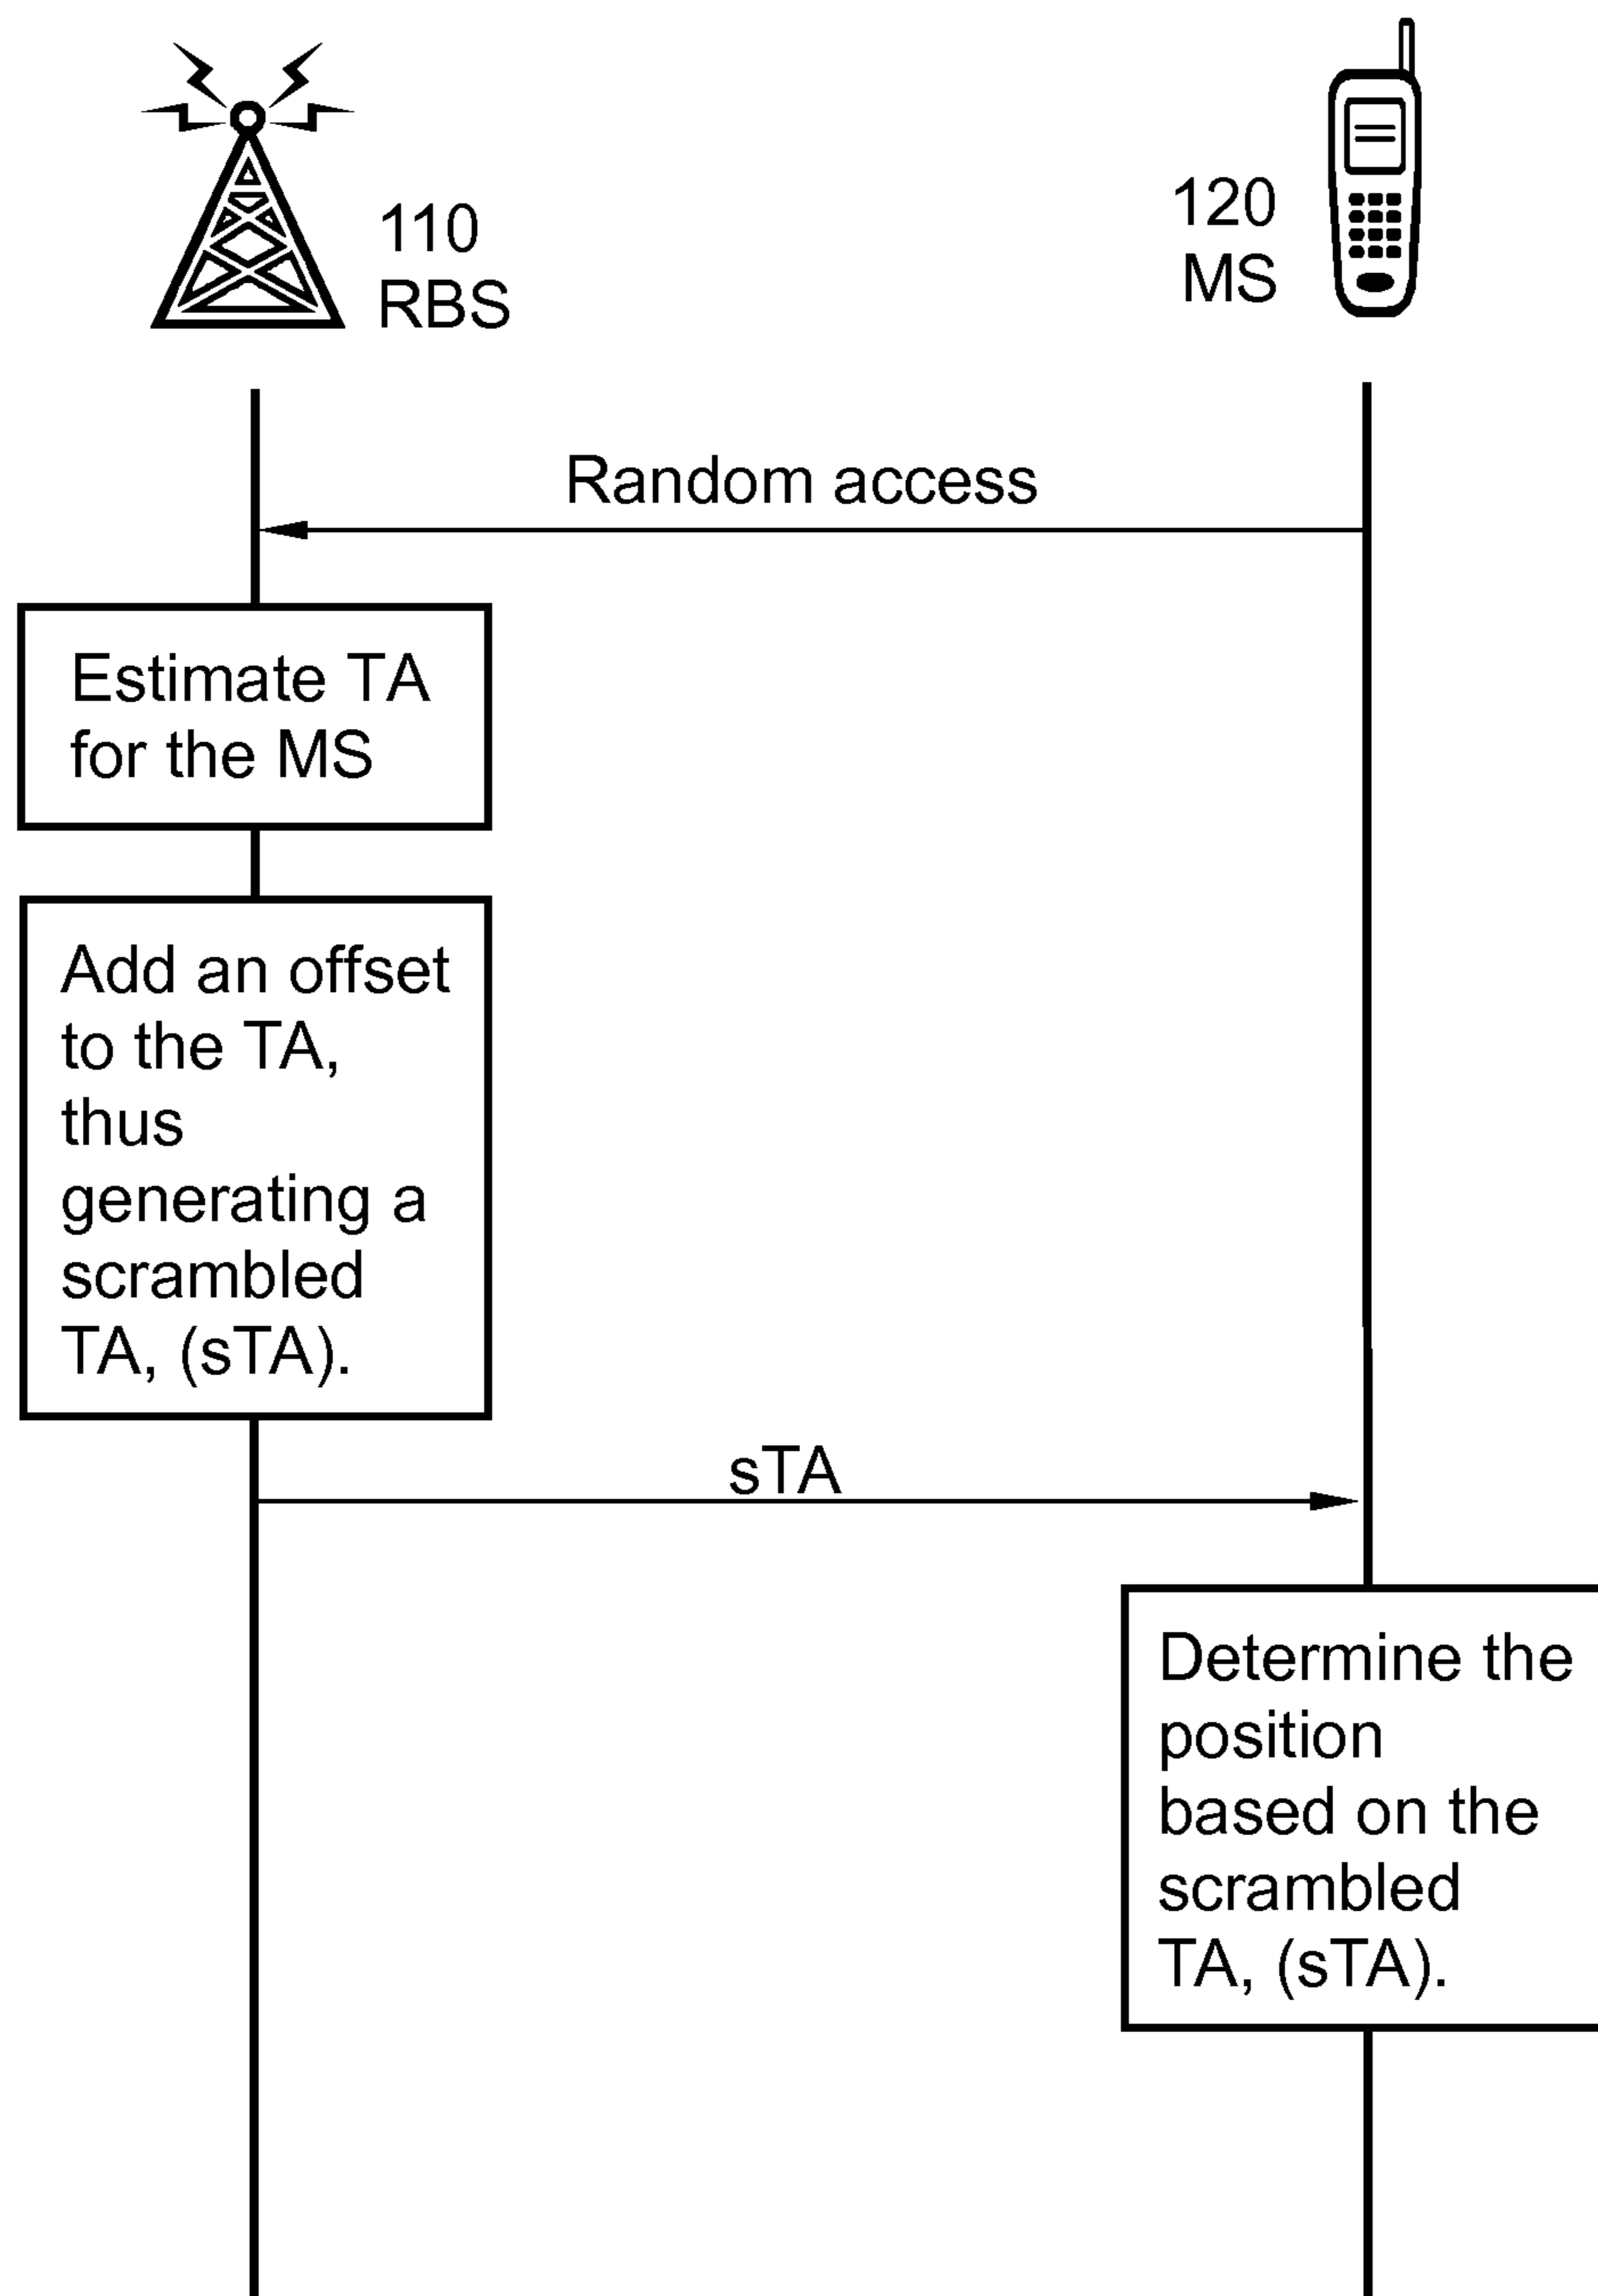 110
RBS
120
MS
Random access
Estimate TA
for the MS
Add an offset
to the TA,
thus
generating a
scrambled
TA, (sTA).
sTA
Determine the
position
based on the
scrambled
TA, (sTA).